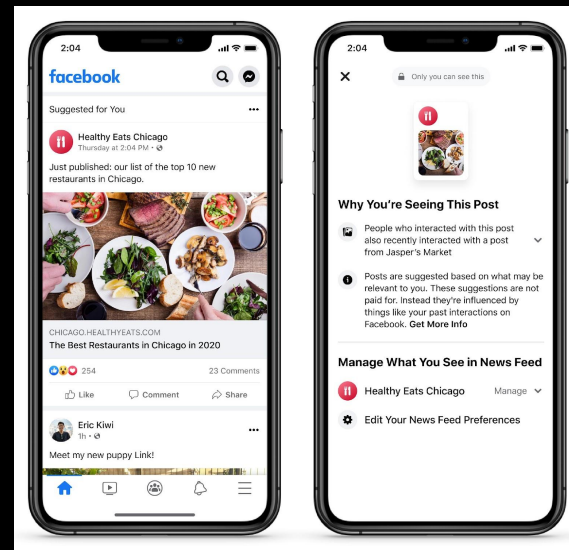 2:04
facebook
Suggested for You
Healthy Eats Chicago
Thursday at 2:04 PM ·
Just published: our list of the top 10 new
restaurants in Chicago.
CHICAGO.HEALTHYEATS.COM
The Best Restaurants in Chicago in 2020
254
23 Comments
Like
Comment
Share
Eric Kiwi
1h ·
Meet my new puppy Link!
2:04
Only you can see this
Why You're Seeing This Post
People who interacted with this post
also recently interacted with a post
from Jasper's Market
Posts are suggested based on what may be
relevant to you. These suggestions are not
paid for. Instead they're influenced by
things like your past interactions on
Facebook. Get More Info
Manage What You See in News Feed
Healthy Eats Chicago
Manage
Edit Your News Feed Preferences